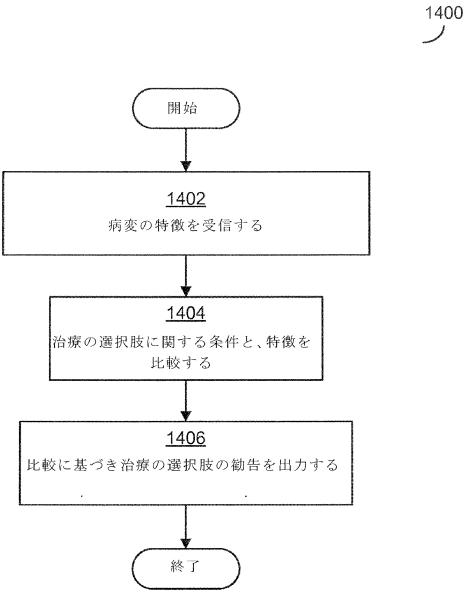 1400
開始
1402
病変の特徴を受信する
1404
治療の選択肢に関する条件と、特徴を
比較する
1406
比較に基づき治療の選択肢の勧告を出力する
終了